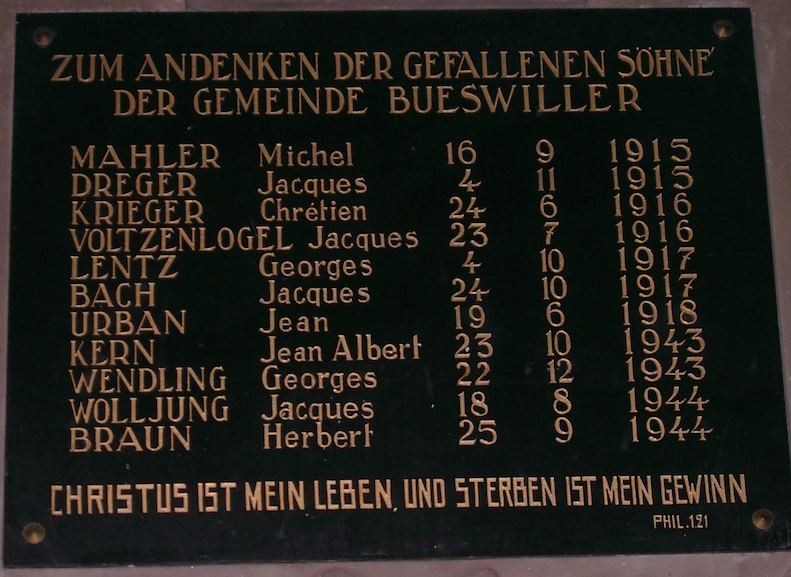 ZUM ANDENKEN DER GEFALLENEN SÖHNE
DER GEMEINDE BUESWILLER
MAHLER Michel 16 9 1915
DREGER Jacques 4 11 1915
KRIEGER Chrétien 24 6 1916
VOLTZENLOGEL Jacques 23 7 1916
LENTZ Georges 4 10 1917
BACH Jacques 24 10 1917
URBAN Jean 19 6 1918
KERN Jean Albert 23 10 1943
WENDLING Georges 22 12 1943
WOLLJUNG Jacques 18 8 1944
BRAUN Herbert 25 9 1944
CHRISTUS IST MEIN LEBEN, UND STERBEN IST MEIN GEWINN
PHIL. 1.21